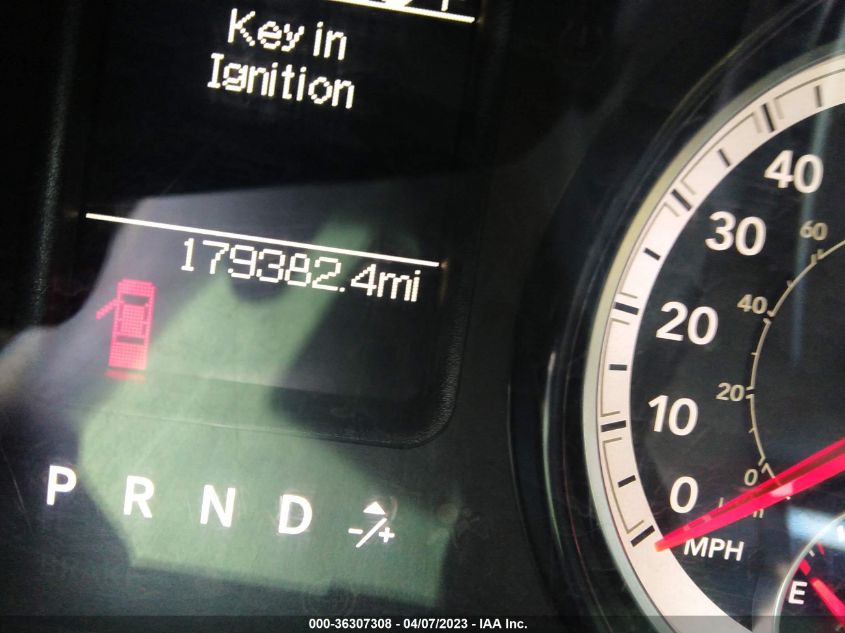 Key in
Ignition
179382.4mi
P R N D -/+
40
30
20
10
0
MPH
60
40
20
0
E
000-36307308 - 04/07/2023 - IAA Inc.